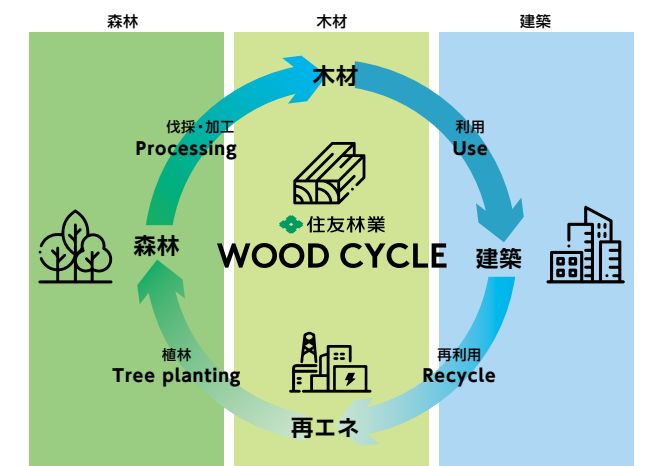 森林
木材
建築
木材
伐採・加工
Processing
利用
Use
住友林業
WOOD CYCLE
森林
建築
植林
Tree planting
再利用
Recycle
再エネ